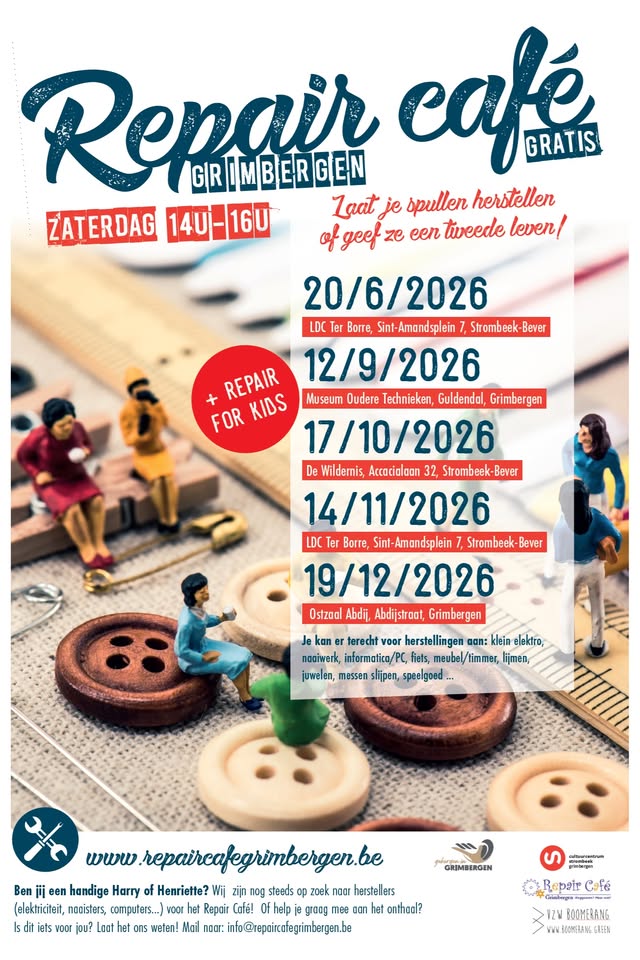 Repair café
GRIMBERGEN
GRATIS
ZATERDAG 14U-16U
Laat je spullen herstellen
of geef ze een tweede leven!
20/6/2026
LDC Ter Borre, Sint-Amandsplein 7, Strombeek-Bever
12/9/2026
Museum Oudere Technieken, Guldendal, Grimbergen
+ REPAIR
FOR KIDS
17/10/2026
De Wildernis, Accacialaan 32, Strombeek-Bever
14/11/2026
LDC Ter Borre, Sint-Amandsplein 7, Strombeek-Bever
19/12/2026
Ostzaal Abdij, Abdijstraat, Grimbergen
Je kan er terecht voor herstellingen aan: klein elektro,
naaiwerk, informatica/PC, fiets, meubel/timmer, lijmen,
juwelen, messen slijpen, speelgoed ...
www.repaircafegrimbergen.be
geborgen in
GRIMBERGEN
cultuurcentrum
strombeek
grimbergen
Ben jij een handige Harry of Henriette? Wij zijn nog steeds op zoek naar herstellers
(elektriciteit, naaisters, computers...) voor het Repair Café! Of help je graag mee aan het onthaal?
Is dit iets voor jou? Laat het ons weten! Mail naar: info@repaircafegrimbergen.be
Repair Café
Grimbergen
VZW BOOMERANG
WWW.BOOMERANG.GREEN